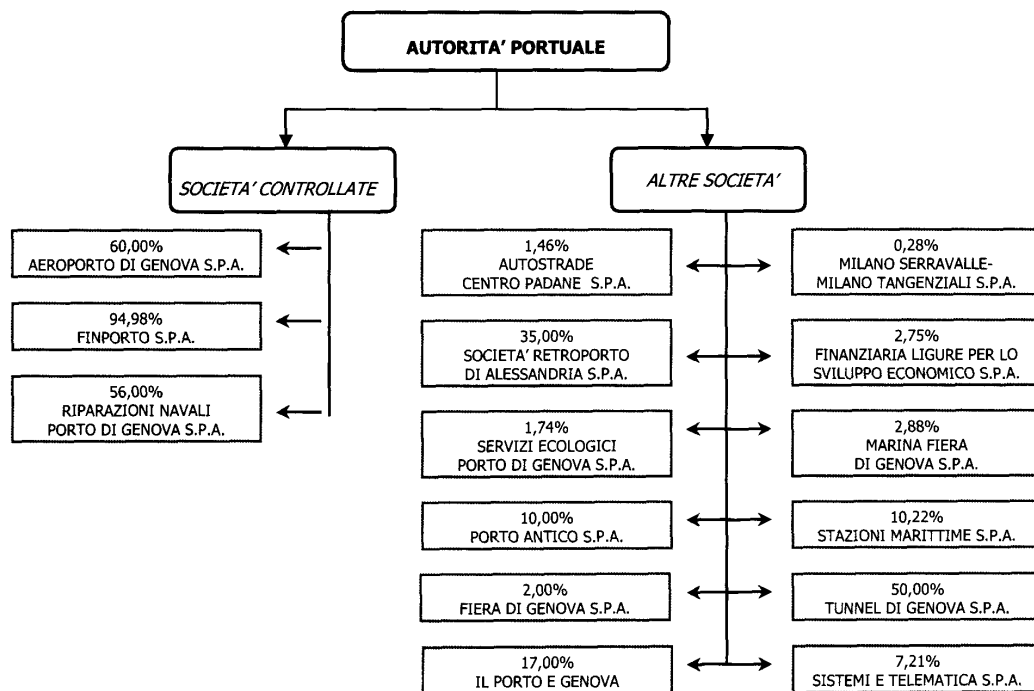 AUTORITA' PORTUALE
SOCIETA' CONTROLLATE
60,00%
AEROPORTO DI GENOVA S.P.A.
94,98%
FINPORTO S.P.A.
56,00%
RIPARAZIONI NAVALI
PORTO DI GENOVA S.P.A.
ALTRE SOCIETA'
1,46%
AUTOSTRADE
CENTRO PADANE S.P.A.
0,28%
MILANO SERRAVALLE-
MILANO TANGENZIALI S.P.A.
35,00%
SOCIETA' RETROPORTO
DI ALESSANDRIA S.P.A.
2,75%
FINANZIARIA LIGURE PER LO
SVILUPPO ECONOMICO S.P.A.
1,74%
SERVIZI ECOLOGICI
PORTO DI GENOVA S.P.A.
2,88%
MARINA FIERA
DI GENOVA S.P.A.
10,00%
PORTO ANTICO S.P.A.
10,22%
STAZIONI MARITTIME S.P.A.
2,00%
FIERA DI GENOVA S.P.A.
50,00%
TUNNEL DI GENOVA S.P.A.
17,00%
IL PORTO E GENOVA
7,21%
SISTEMI E TELEMATICA S.P.A.